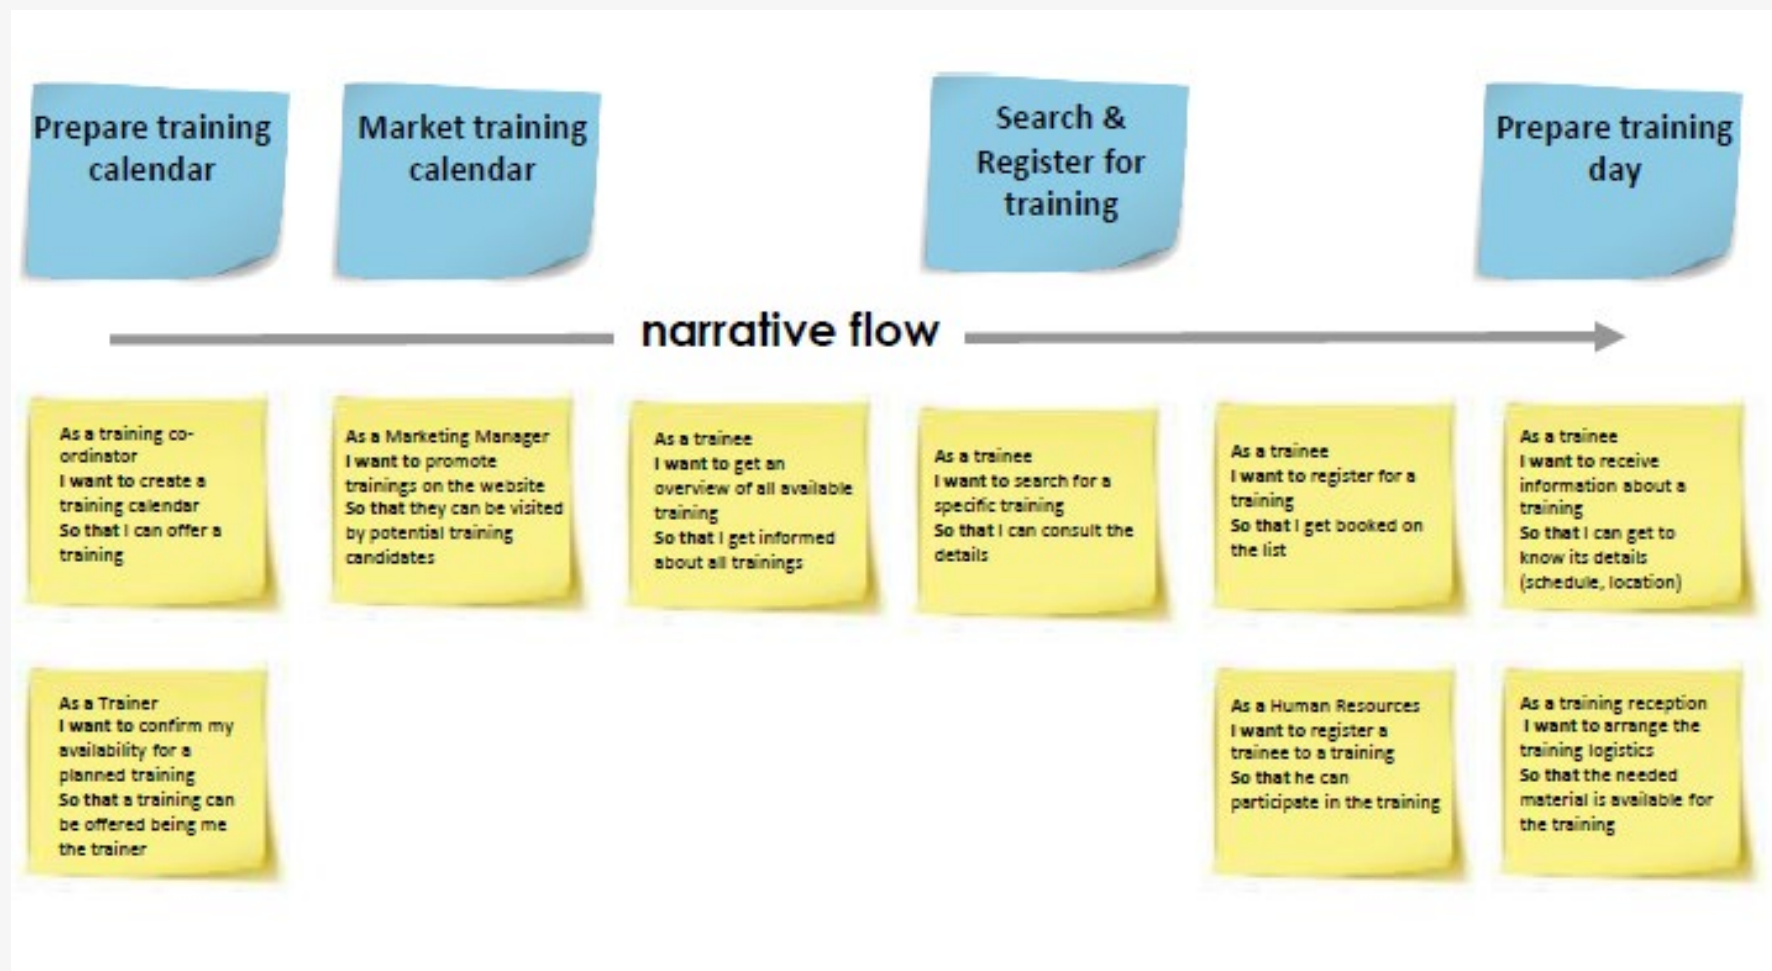 Prepare training
calendar
Market training
calendar
Search &
Register for
training
Prepare training
day
narrative flow
As a training co-
ordinator
I want to create a
training calendar
So that I can offer a
training
As a Marketing Manager
I want to promote
trainings on the website
So that they can be visited
by potential training
candidates
As a trainee
I want to get an
overview of all available
training
So that I get informed
about all trainings
As a trainee
I want to search for a
specific training
So that I can consult the
details
As a trainee
I want to register for a
training
So that I get booked on
the list
As a trainee
I want to receive
information about a
training
So that I can get to
know its details
(schedule, location)
As a Trainer
I want to confirm my
availability for a
planned training
So that a training can
be offered being me
the trainer
As a Human Resources
I want to register a
trainee to a training
So that he can
participate in the training
As a training reception
I want to arrange the
training logistics
So that the needed
material is available for
the training